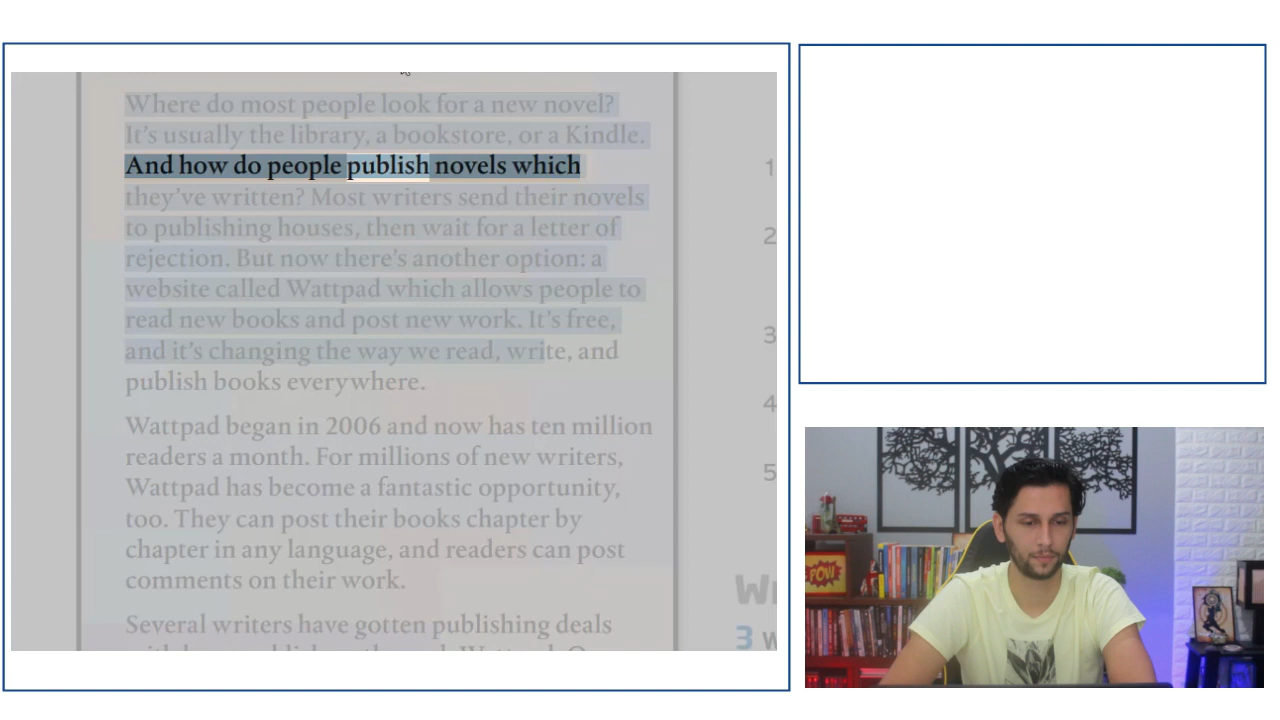 Where do most people look for a new novel?
It's usually the library, a bookstore, or a Kindle.
And how do people publish novels which
they've written? Most writers send their novels
to publishing houses, then wait for a letter of
rejection. But now there's another option: a
website called Wattpad which allows people to
read new books and post new work. It's free,
and it's changing the way we read, write, and
publish books everywhere.
Wattpad began in 2006 and now has ten million
readers a month. For millions of new writers,
Wattpad has become a fantastic opportunity,
too. They can post their books chapter by
chapter in any language, and readers can post
comments on their work.
Several writers have gotten publishing deals
1
2
3
4
5
3 W
POW!